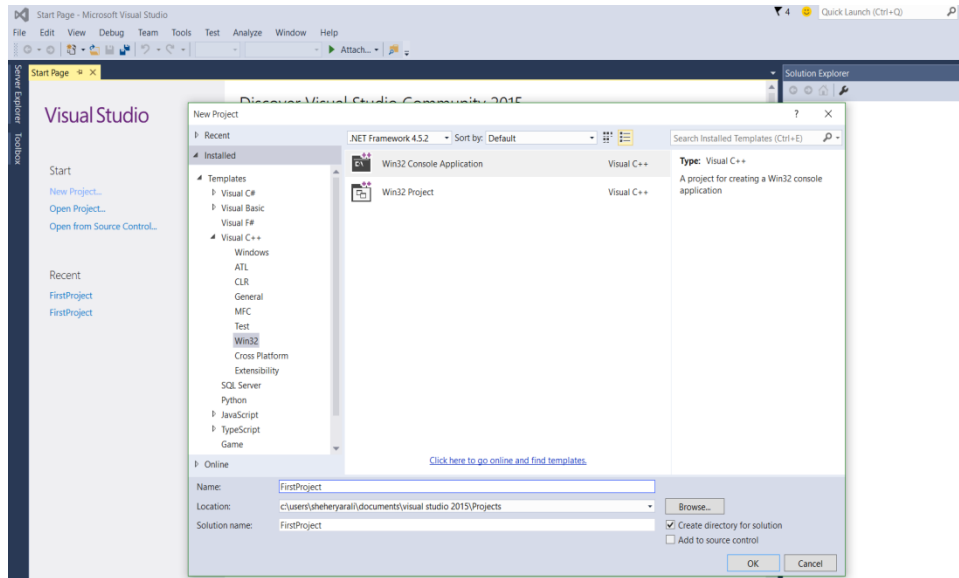 Start Page - Microsoft Visual Studio
4
Quick Launch (Ctrl+Q)
File Edit View Debug Team Tools Test Analyze Window Help
Attach...
Server Explorer
Toolbox
Start Page
Solution Explorer
Discover Visual Studio Community 2015
Visual Studio
Start
New Project...
Open Project...
Open from Source Control...
Recent
FirstProject
FirstProject
New Project
?
Recent
.NET Framework 4.5.2
Sort by: Default
Search Installed Templates (Ctrl+E)
Installed
Templates
Visual C#
Visual Basic
Visual F#
Visual C++
Windows
ATL
CLR
General
MFC
Test
Win32
Cross Platform
Extensibility
SQL Server
Python
JavaScript
TypeScript
Game
Online
Win32 Console Application Visual C++
Win32 Project Visual C++
Click here to go online and find templates.
Type: Visual C++
A project for creating a Win32 console
application
Name: FirstProject
Location: c:\users\sheheryarali\documents\visual studio 2015\Projects
Browse...
Solution name: FirstProject
Create directory for solution
Add to source control
OK
Cancel